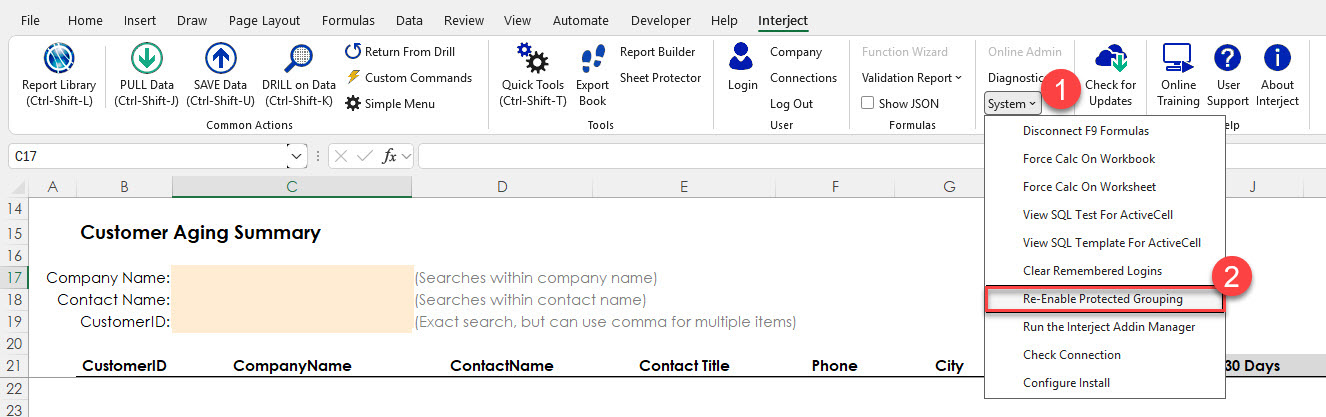 File Home Insert Draw Page Layout Formulas Data Review View Automate Developer Help Interject
Report Library
(Ctrl-Shift-L)
PULL Data
(Ctrl-Shift-J)
SAVE Data
(Ctrl-Shift-U)
DRILL on Data
(Ctrl-Shift-K)
Return From Drill
Custom Commands
Simple Menu
Common Actions
Quick Tools
(Ctrl-Shift-T)
Export
Book
Report Builder
Sheet Protector
Tools
Login
Company
Connections
Log Out
User
Function Wizard
Validation Report
Show JSON
Formulas
Online Admin
Diagnostic
System
1
Check for
Updates
Online
Training
User
Support
About
Interject
elp
Disconnect F9 Formulas
Force Calc On Workbook
Force Calc On Worksheet
View SQL Test For ActiveCell
View SQL Template For ActiveCell
Clear Remembered Logins
2
Re-Enable Protected Grouping
Run the Interject Addin Manager
Check Connection
Configure Install
C17 fx
A B C D E F G J
14
15 Customer Aging Summary
16
17 Company Name: (Searches within company name)
18 Contact Name: (Searches within contact name)
19 CustomerID: (Exact search, but can use comma for multiple items)
20
21 CustomerID CompanyName ContactName Contact Title Phone City 30 Days
22
23